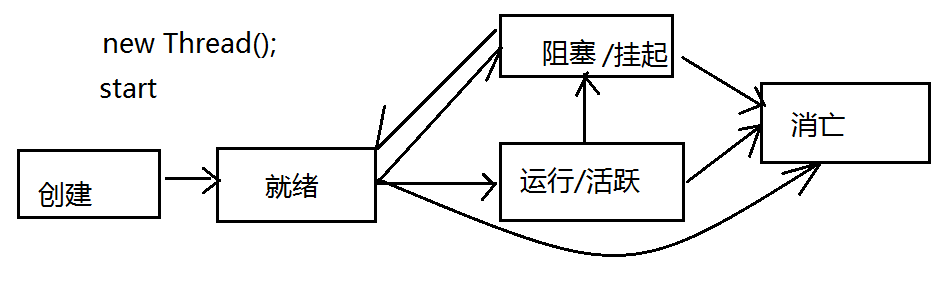 new Thread();
start
阻塞 /挂起
消亡
运行/活跃
就绪
创建